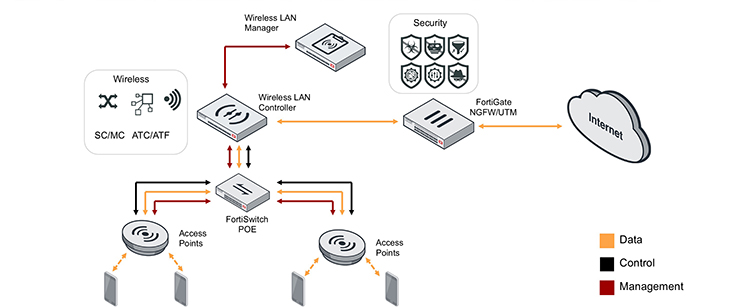 Wireless LAN
Manager
Security
Wireless
SC/MC ATC/ATF
Wireless LAN
Controller
FortiGate
NGFW/UTM
Internet
FortiSwitch
POE
Access
Points
Access
Points
Data
Control
Management